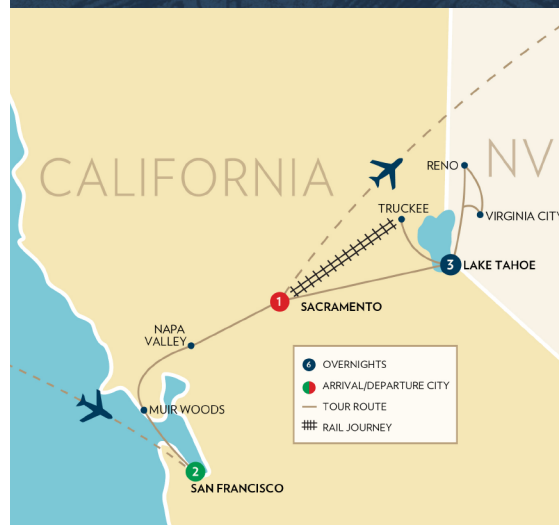 CALIFORNIA
NV
RENO
TRUCKEE
VIRGINIA CITY
3
LAKE TAHOE
1
SACRAMENTO
NAPA
VALLEY
MUIR WOODS
2
SAN FRANCISCO
6 OVERNIGHTS
ARRIVAL/DEPARTURE CITY
TOUR ROUTE
RAIL JOURNEY